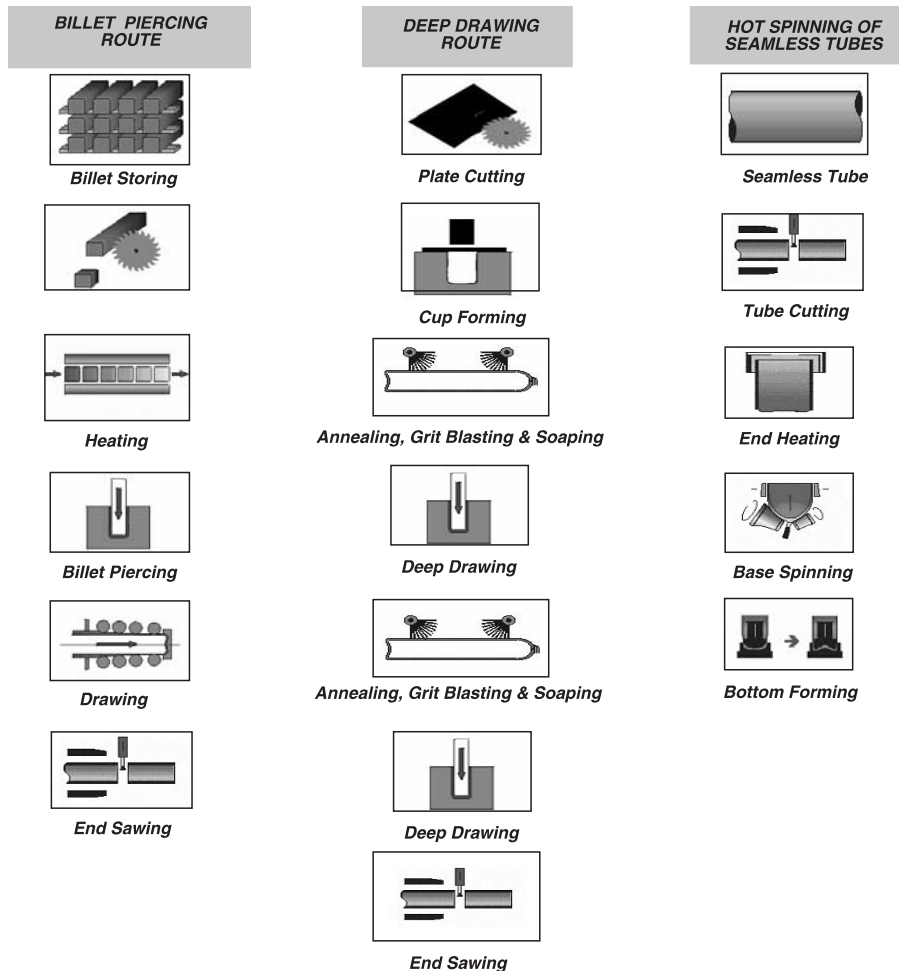 BILLET PIERCING
ROUTE
Billet Storing
Heating
Billet Piercing
Drawing
End Sawing
DEEP DRAWING
ROUTE
Plate Cutting
Cup Forming
Annealing, Grit Blasting & Soaping
Deep Drawing
Annealing, Grit Blasting & Soaping
Deep Drawing
End Sawing
HOT SPINNING OF
SEAMLESS TUBES
Seamless Tube
Tube Cutting
End Heating
Base Spinning
Bottom Forming